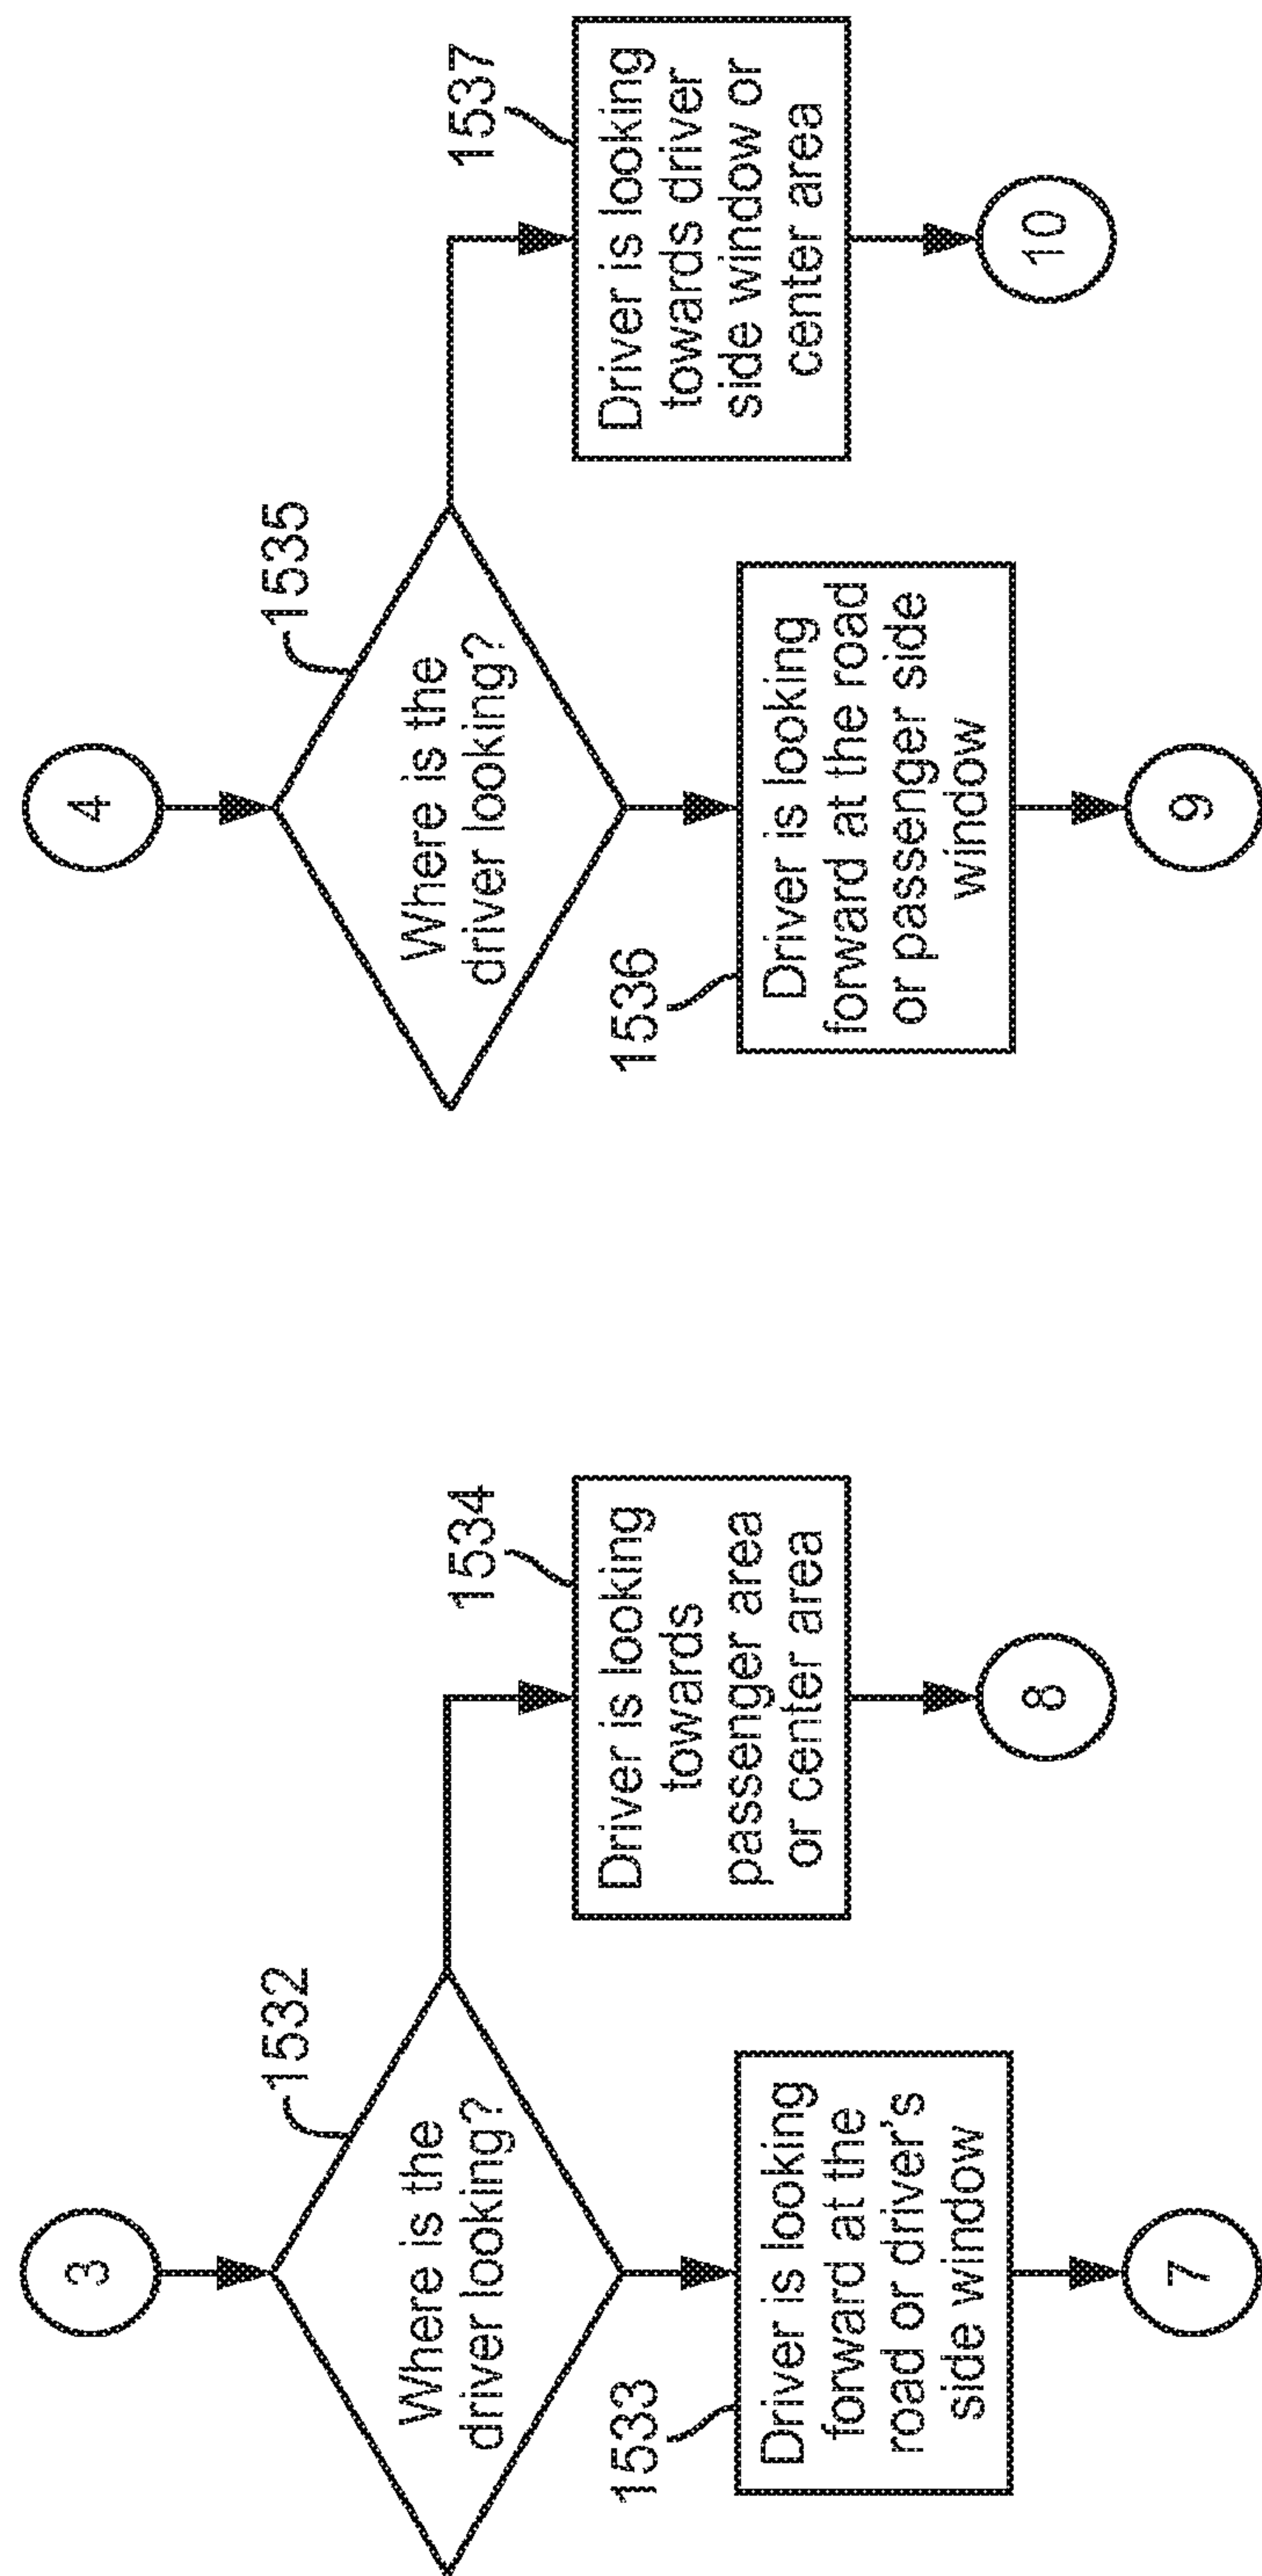 3
1532
Where is the
driver looking?
1533
Driver is looking
forward at the
road or driver's
side window
7
1534
Driver is looking
towards
passenger area
or center area
8
4
1535
Where is the
driver looking?
1536
Driver is looking
forward at the road
or passenger side
window
9
1537
Driver is looking
towards driver
side window or
center area
10